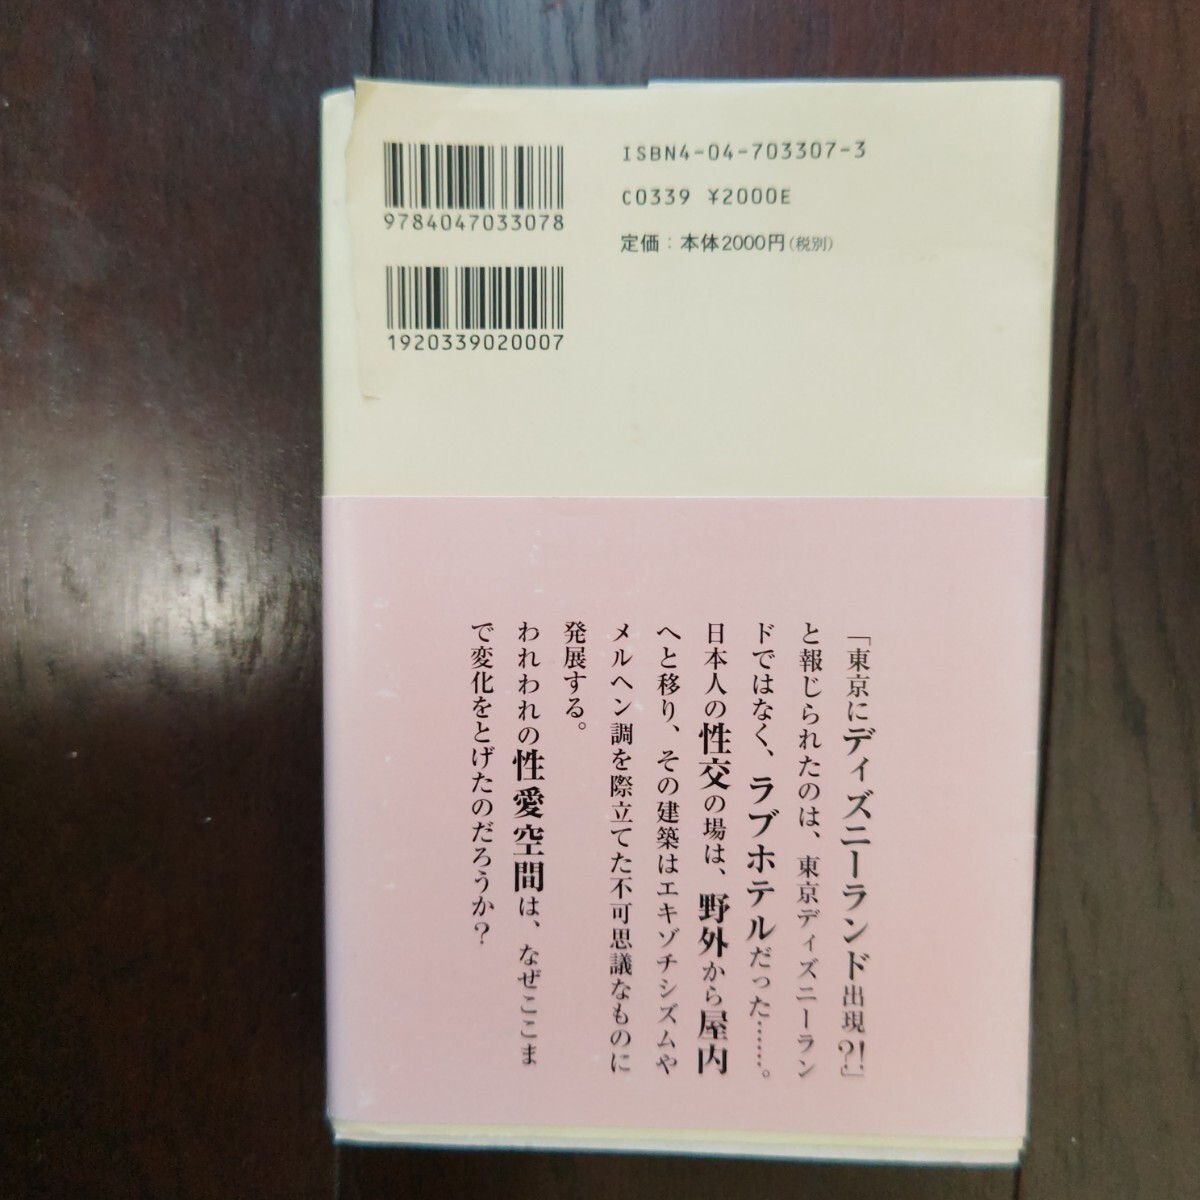 9784047033078
1920339020007
ISBN4-04-703307-3
C0339 ¥2000E
定価：本体2000円（税別）
「東京にディズニーランド出現?!」
と報じられたのは、東京ディズニーラン
ドではなく、ラブホテルだった……。
日本人の性交の場は、野外から屋内
へと移り、その建築はエキゾチシズムや
メルヘン調を際立てた不可思議なものに
発展する。
われわれの性愛空間は、なぜここま
で変化をとげたのだろうか？